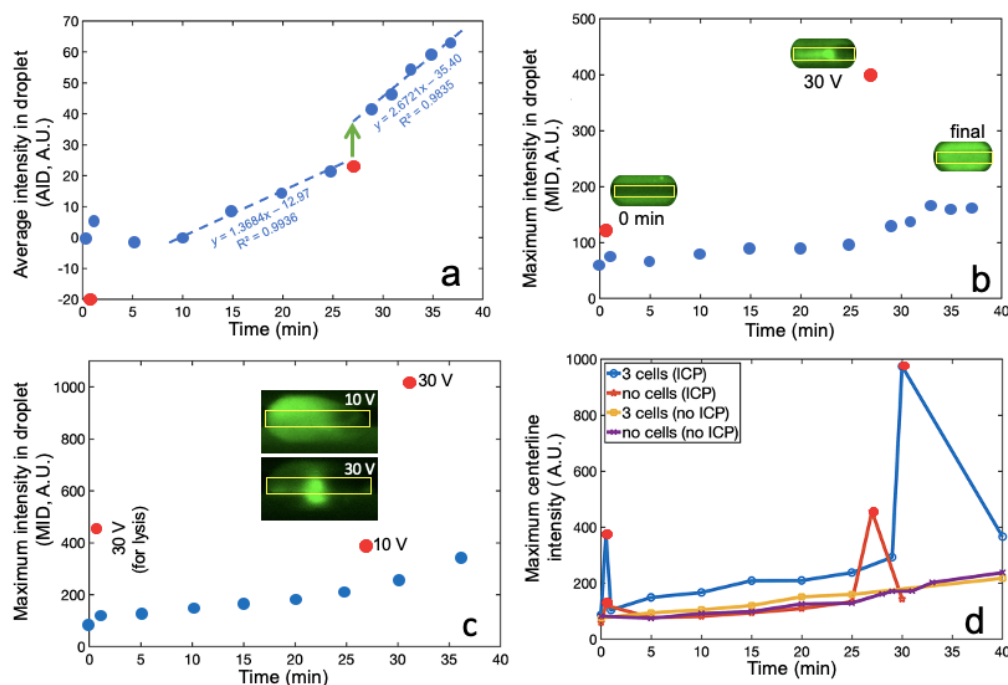 70
60
50
40
30
20
10
0
-10
-20
0 5 10 15 20 25 30 35 40
Time (min)
Average intensity in droplet
(AID, A.U.)
y = 1.3684x – 12.97
R² = 0.9936
y = 2.6721x – 35.40
R² = 0.9835
a
500
400
300
200
100
0
0 5 10 15 20 25 30 35 40
Time (min)
Maximum intensity in droplet
(MID, A.U.)
0 min
30 V
final
b
1000
800
600
400
200
0
0 5 10 15 20 25 30 35 40
Time (min)
Maximum intensity in droplet
(MID, A.U.)
30 V
(for lysis)
10 V
30 V
10 V
30 V
c
1000
800
600
400
200
0
0 5 10 15 20 25 30 35 40
Time (min)
Maximum centerline
intensity ( A.U.)
3 cells (ICP)
no cells (ICP)
3 cells (no ICP)
no cells (no ICP)
d